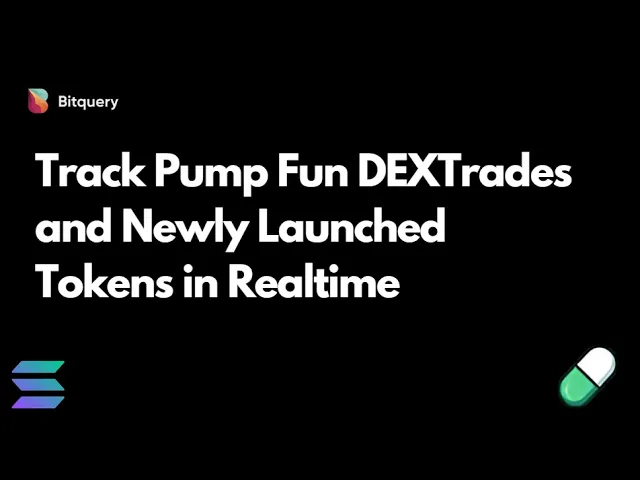 Bitquery
Track Pump Fun DEXTrades
and Newly Launched
Tokens in Realtime